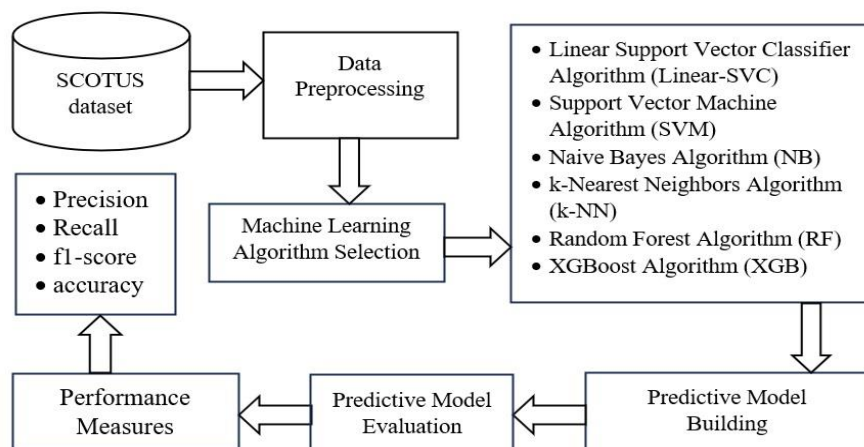 SCOTUS
dataset
Data
Preprocessing
• Linear Support Vector Classifier
Algorithm (Linear-SVC)
• Support Vector Machine
Algorithm (SVM)
• Naive Bayes Algorithm (NB)
• k-Nearest Neighbors Algorithm
(k-NN)
• Random Forest Algorithm (RF)
• XGBoost Algorithm (XGB)
Machine Learning
Algorithm Selection
• Precision
• Recall
• f1-score
• accuracy
Performance
Measures
Predictive Model
Evaluation
Predictive Model
Building